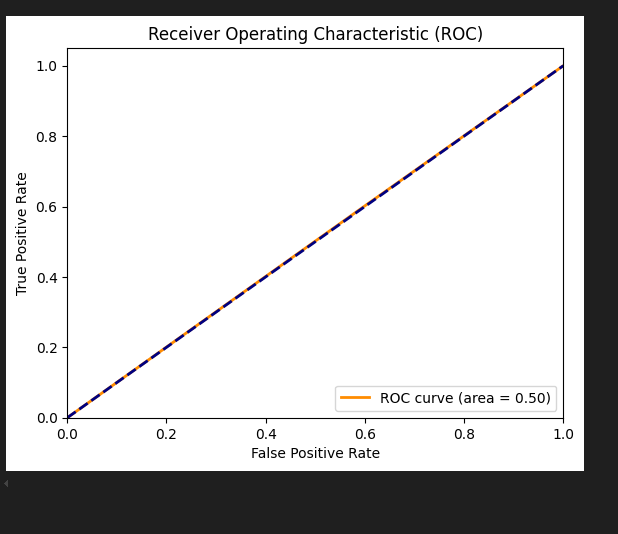 Receiver Operating Characteristic (ROC)
1.0
0.8
0.6
0.4
0.2
0.0
True Positive Rate
ROC curve (area = 0.50)
0.0 0.2 0.4 0.6 0.8 1.0
False Positive Rate